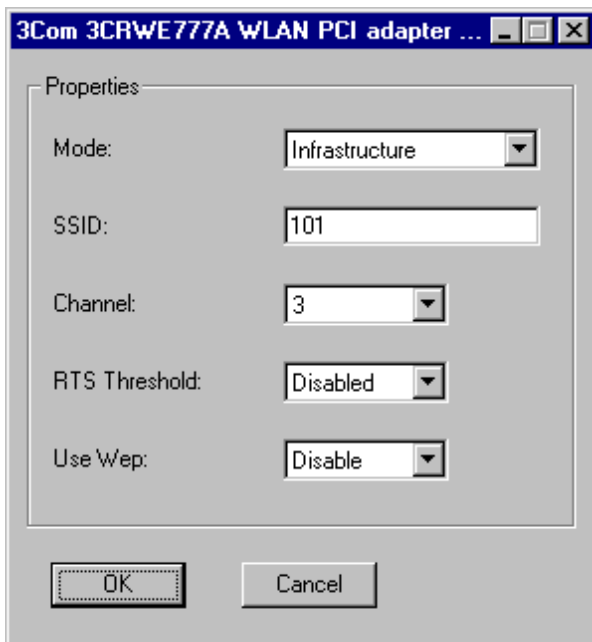 3Com 3CRWE777A WLAN PCI adapter ...
Properties
Mode: Infrastructure
SSID: 101
Channel: 3
RTS Threshold: Disabled
Use Wep: Disable
OK Cancel